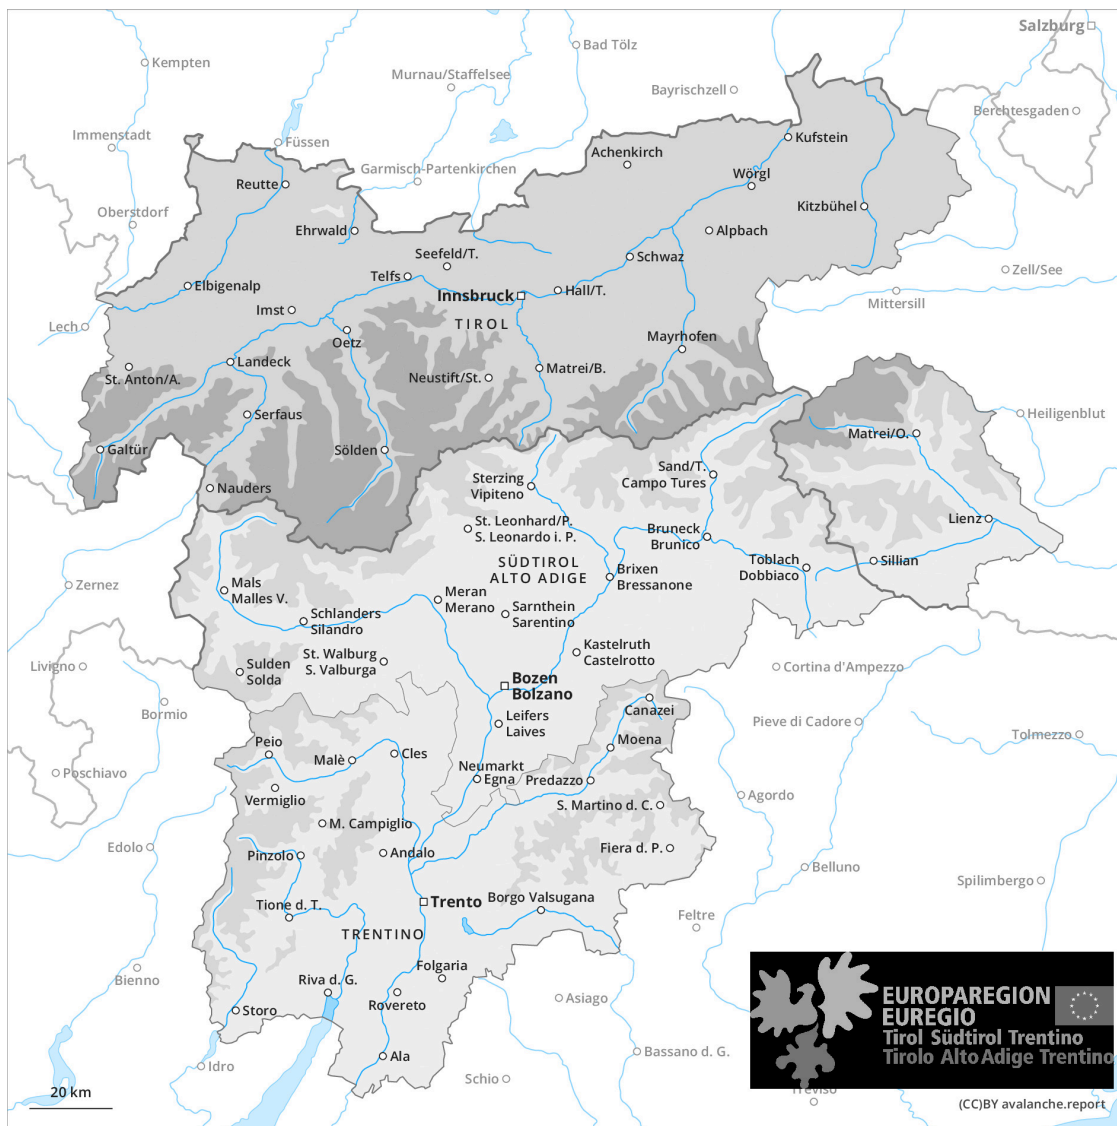 Salzburg
Bad Tölz
Kempten
Murnau/Staffelsee
Bayrischzell
Berchtesgaden
Immenstadt
Füssen
Kufstein
Achenkirch
Garmisch-Partenkirchen
Wörgl
Reutte
Kitzbühel
Oberstdorf
Ehrwald
Alpbach
Seefeld/T.
Schwaz
Zell/See
Telfs
Elbigenalp
Hall/T.
Innsbruck
Mittersill
Imst
TIROL
Lech
Oetz
Mayrhofen
Landeck
Matrei/B.
St. Anton/A.
Neustift/St.
Serfaus
Heiligenblut
Matrei/O.
Galtür
Sölden
Sand/T.
Campo Tures
Sterzing
Vipiteno
Nauders
Lienz
St. Leonhard/P.
S. Leonardo i. P.
Bruneck
Brunico
SÜDTIROL
ALTO ADIGE
Toblach
Dobbiaco
Sillian
Brixen
Bressanone
Zernez
Mals
Malles V.
Meran
Merano
Schlanders
Silandro
Sarnthein
Sarentino
Kastelruth
Castelrotto
St. Walburg
S. Valburga
Livigno
Sulden
Solda
Cortina d'Ampezzo
Bozen
Bolzano
Bormio
Canazei
Leifers
Laives
Pieve di Cadore
Tolmezzo
Moena
Peio
Malè
Cles
Neumarkt
Egna
Predazzo
Poschiavo
Vermiglio
Agordo
S. Martino d. C.
M. Campiglio
Edolo
Pinzolo
Andalo
Fiera d. P.
Belluno
Spilimbergo
Trento
Borgo Valsugana
Tione d. T.
Feltre
TRENTINO
Folgaria
Bienno
Riva d. G.
Rovereto
Asiago
Storo
Ala
Bassano d. G.
Idro
Schio
Treviso
EUROPAREGION
EUREGIO
Tirol Südtirol Trentino
Tirolo Alto Adige Trentino
20 km
(CC)BY avalanche.report